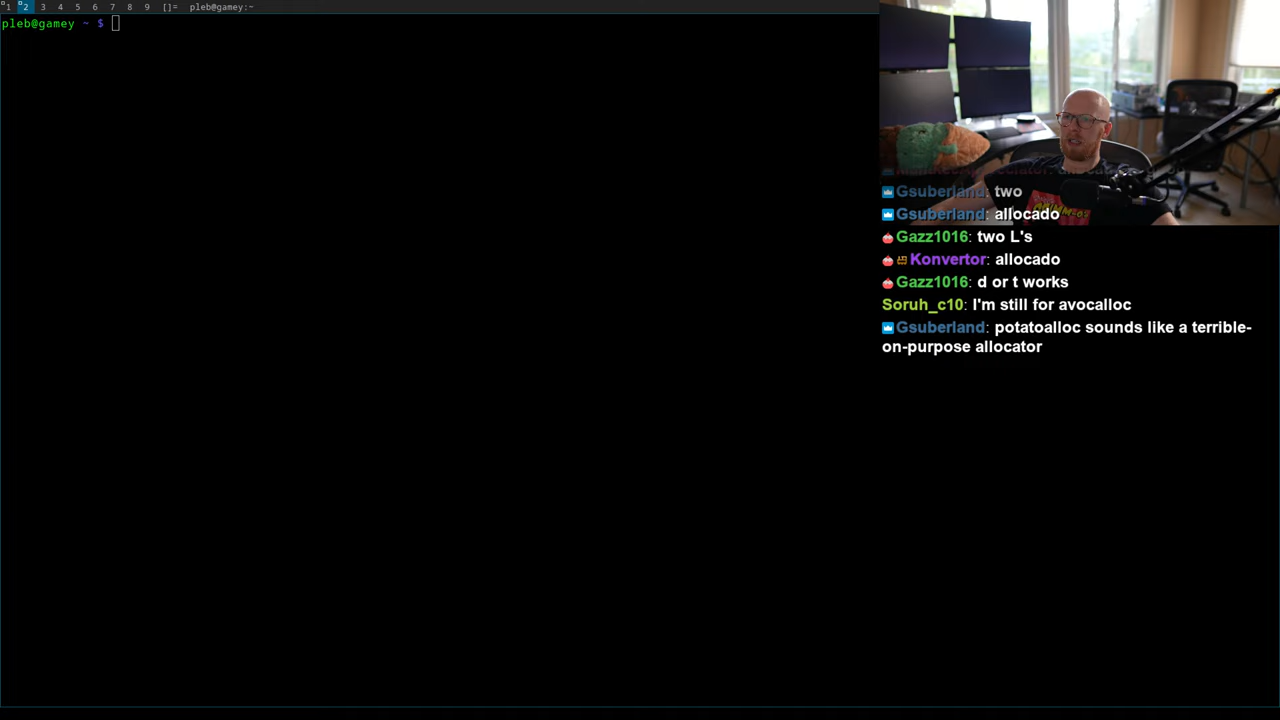 1 2 3 4 5 6 7 8 9 []= pleb@gamey:~
pleb@gamey ~ $
Gsuberland: two
Gsuberland: allocado
Gazz1016: two L's
Konvertor: allocado
Gazz1016: d or t works
Soruh_c10: I'm still for avocalloc
Gsuberland: potatoalloc sounds like a terrible-
on-purpose allocator